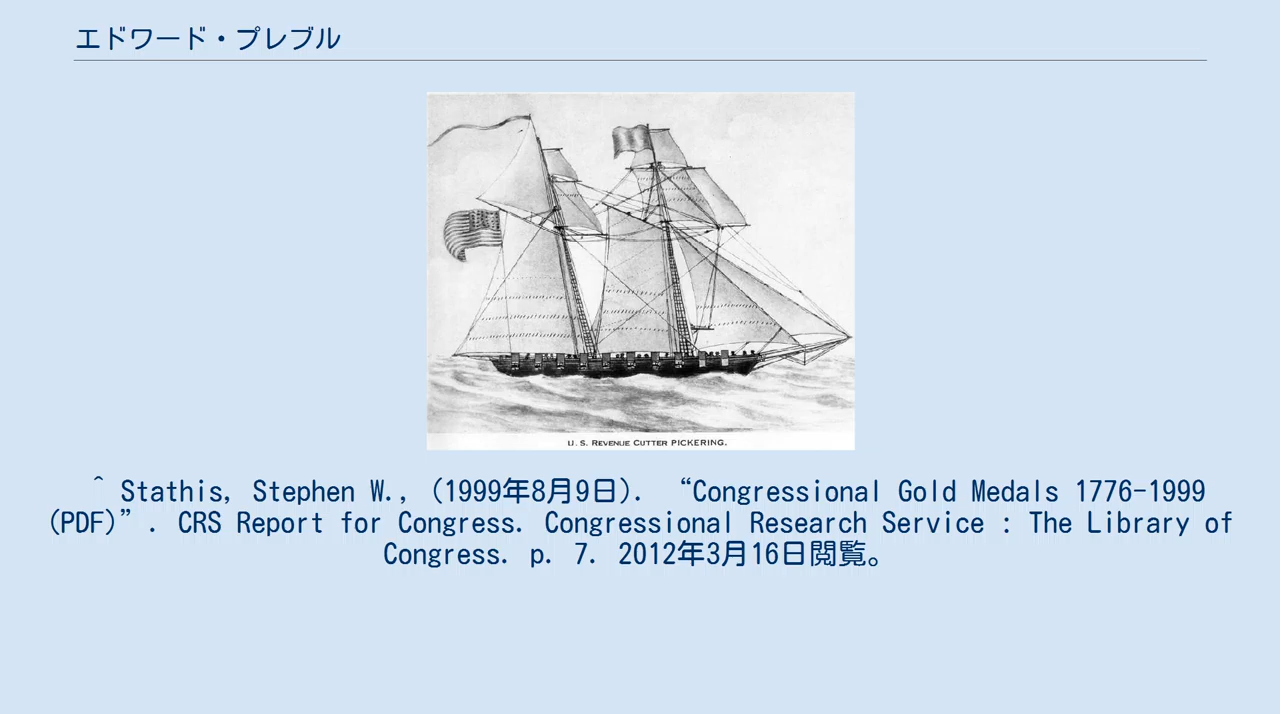 エドワード・プレブル
U. S. REVENUE CUTTER PICKERING.
^ Stathis, Stephen W., (1999年8月9日). “Congressional Gold Medals 1776-1999
(PDF)”. CRS Report for Congress. Congressional Research Service : The Library of
Congress. p. 7. 2012年3月16日閲覧。